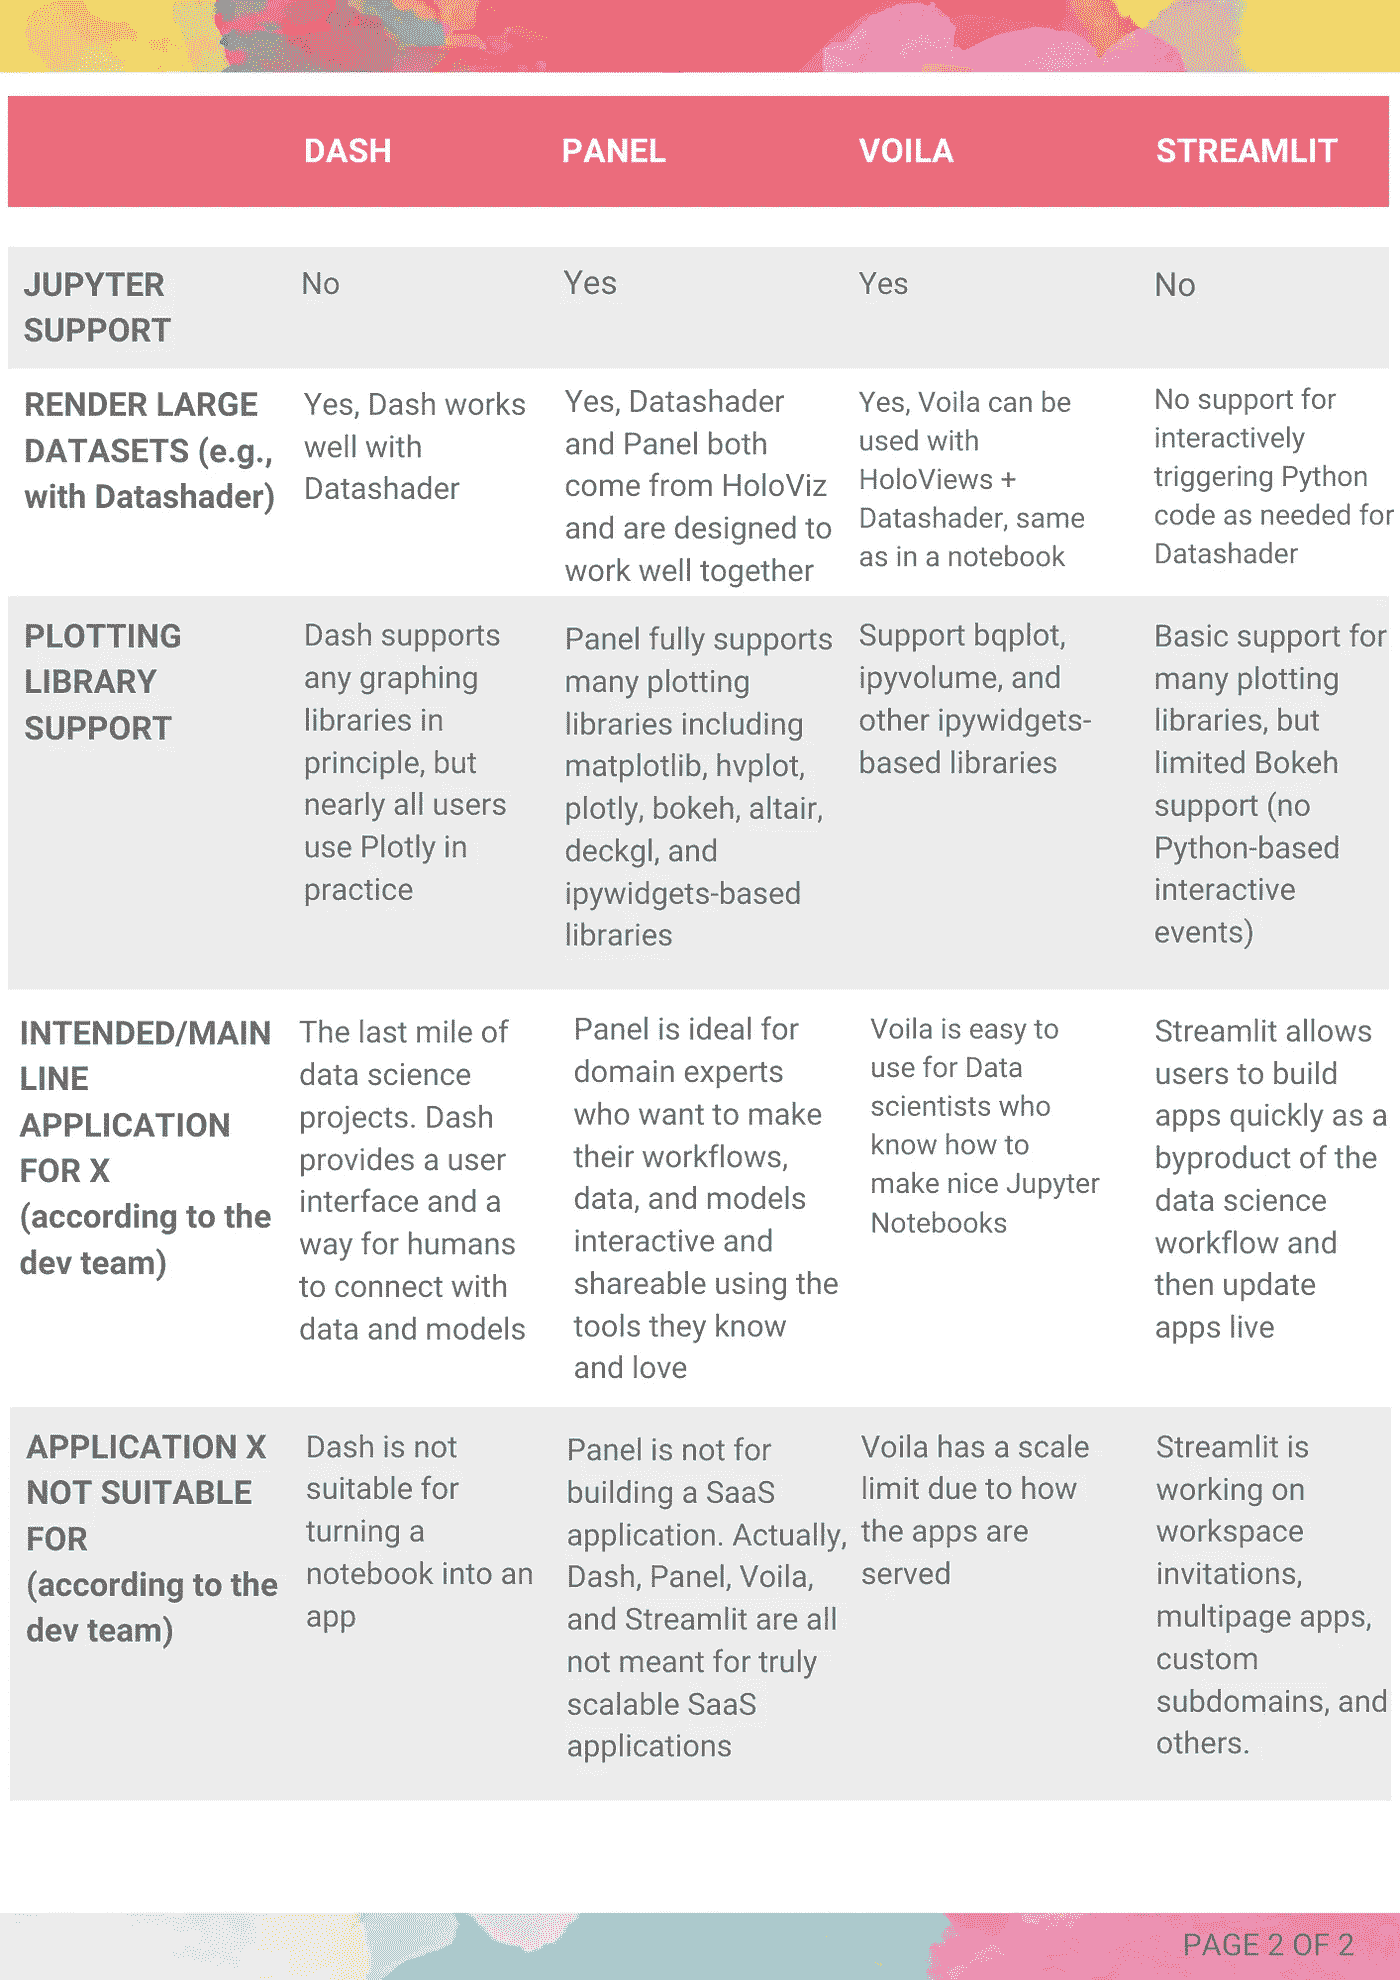 DASH PANEL VOILA STREAMLIT
JUPYTER
SUPPORT
No
Yes
Yes
No
RENDER LARGE
DATASETS (e.g.,
with Datashader)
Yes, Dash works
well with
Datashader
Yes, Datashader
and Panel both
come from HoloViz
and are designed to
work well together
Yes, Voila can be
used with
HoloViews +
Datashader, same
as in a notebook
No support for
interactively
triggering Python
code as needed for
Datashader
PLOTTING
LIBRARY
SUPPORT
Dash supports
any graphing
libraries in
principle, but
nearly all users
use Plotly in
practice
Panel fully supports
many plotting
libraries including
matplotlib, hvplot,
plotly, bokeh, altair,
deckgl, and
ipywidgets-based
libraries
Support bqplot,
ipyvolume, and
other ipywidgets-
based libraries
Basic support for
many plotting
libraries, but
limited Bokeh
support (no
Python-based
interactive
events)
INTENDED/MAIN
LINE
APPLICATION
FOR X
(according to the
dev team)
The last mile of
data science
projects. Dash
provides a user
interface and a
way for humans
to connect with
data and models
Panel is ideal for
domain experts
who want to make
their workflows,
data, and models
interactive and
shareable using the
tools they know
and love
Voila is easy to
use for Data
scientists who
know how to
make nice Jupyter
Notebooks
Streamlit allows
users to build
apps quickly as a
byproduct of the
data science
workflow and
then update
apps live
APPLICATION X
NOT SUITABLE
FOR
(according to the
dev team)
Dash is not
suitable for
turning a
notebook into an
app
Panel is not for
building a SaaS
application. Actually,
Dash, Panel, Voila,
and Streamlit are all
not meant for truly
scalable SaaS
applications
Voila has a scale
limit due to how
the apps are
served
Streamlit is
working on
workspace
invitations,
multipage apps,
custom
subdomains, and
others.
PAGE 2 OF 2